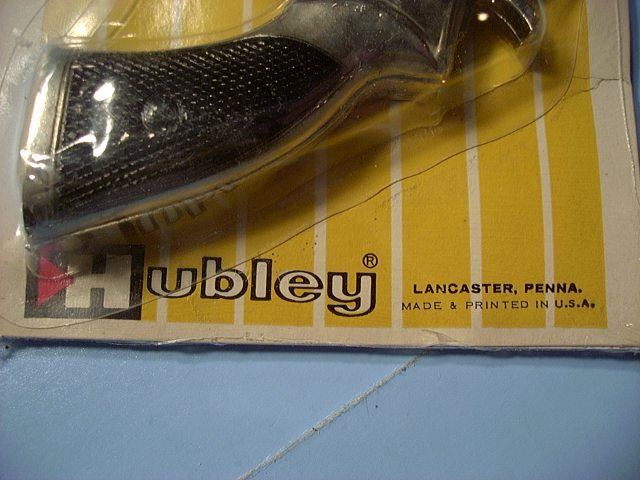 Hubley®
LANCASTER, PENNA.
MADE & PRINTED IN U.S.A.